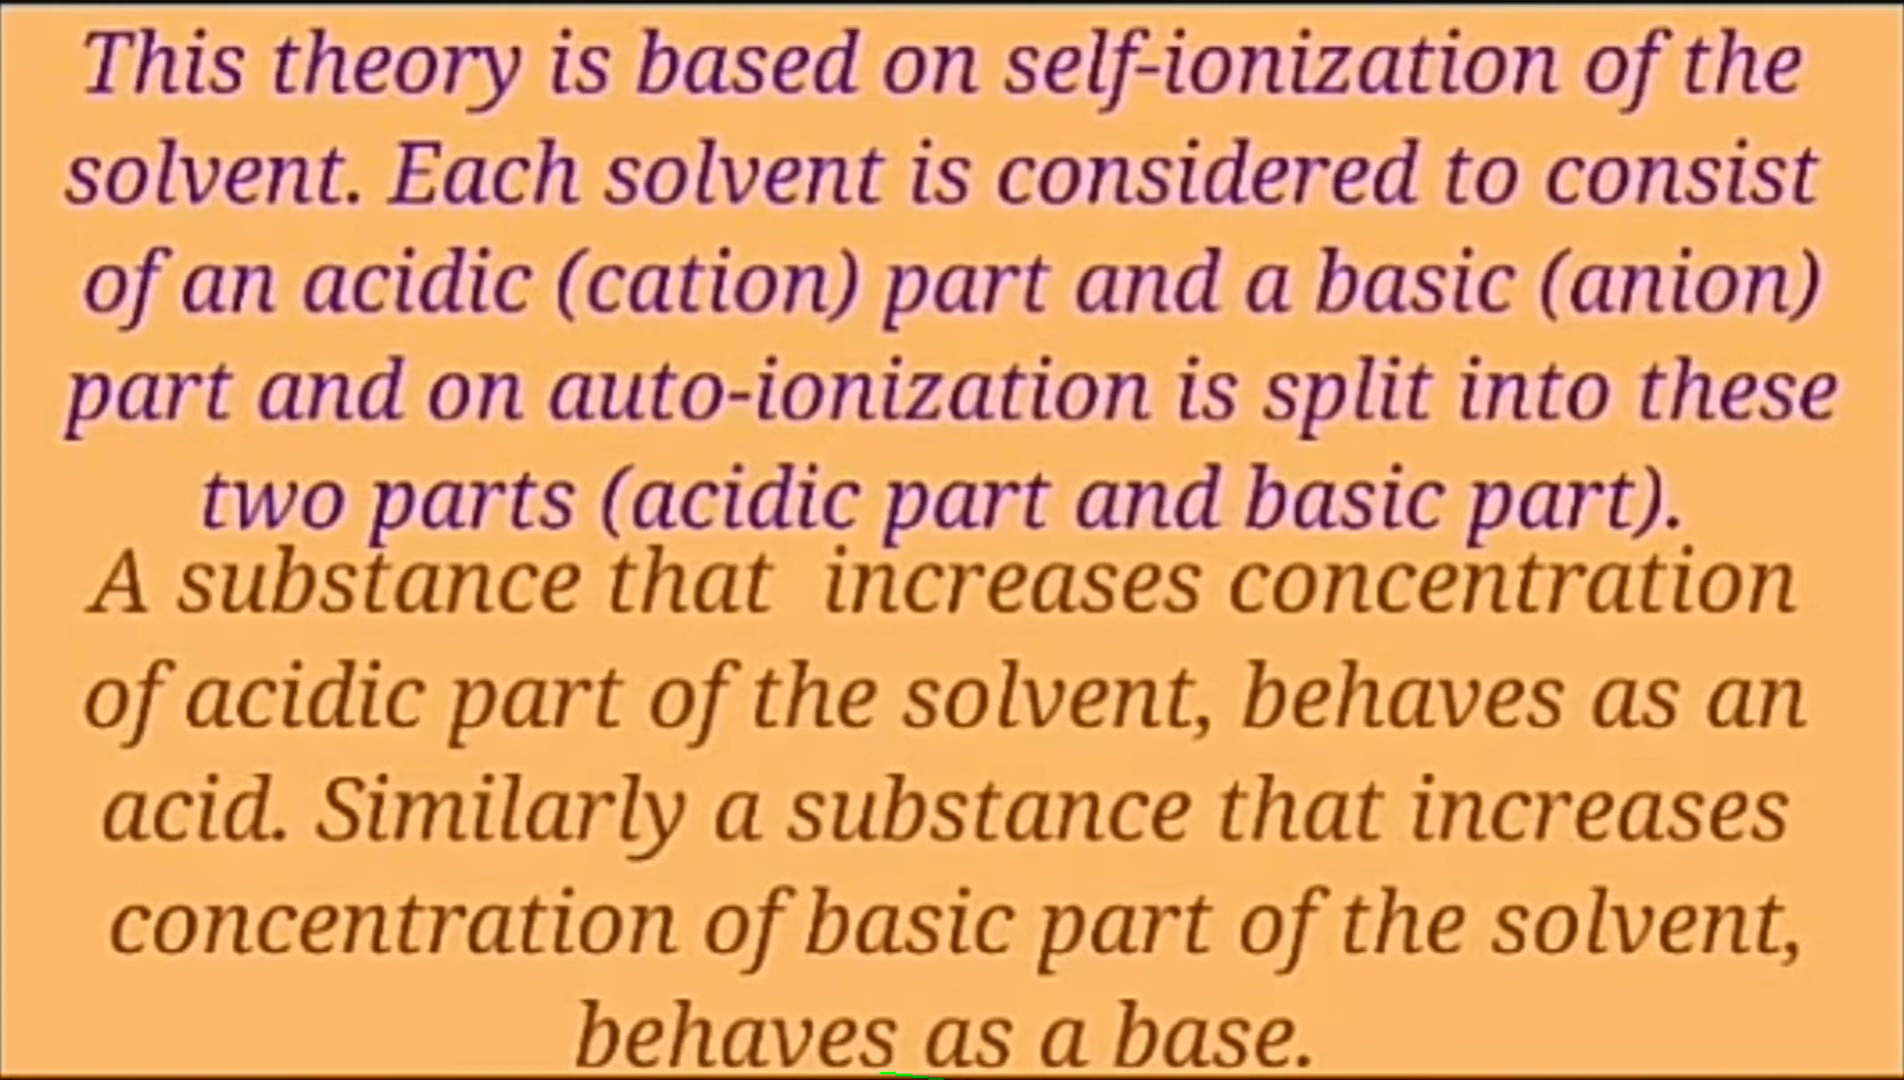 This theory is based on self-ionization of the
solvent. Each solvent is considered to consist
of an acidic (cation) part and a basic (anion)
part and on auto-ionization is split into these
two parts (acidic part and basic part).
A substance that increases concentration
of acidic part of the solvent, behaves as an
acid. Similarly a substance that increases
concentration of basic part of the solvent,
behaves as a base.